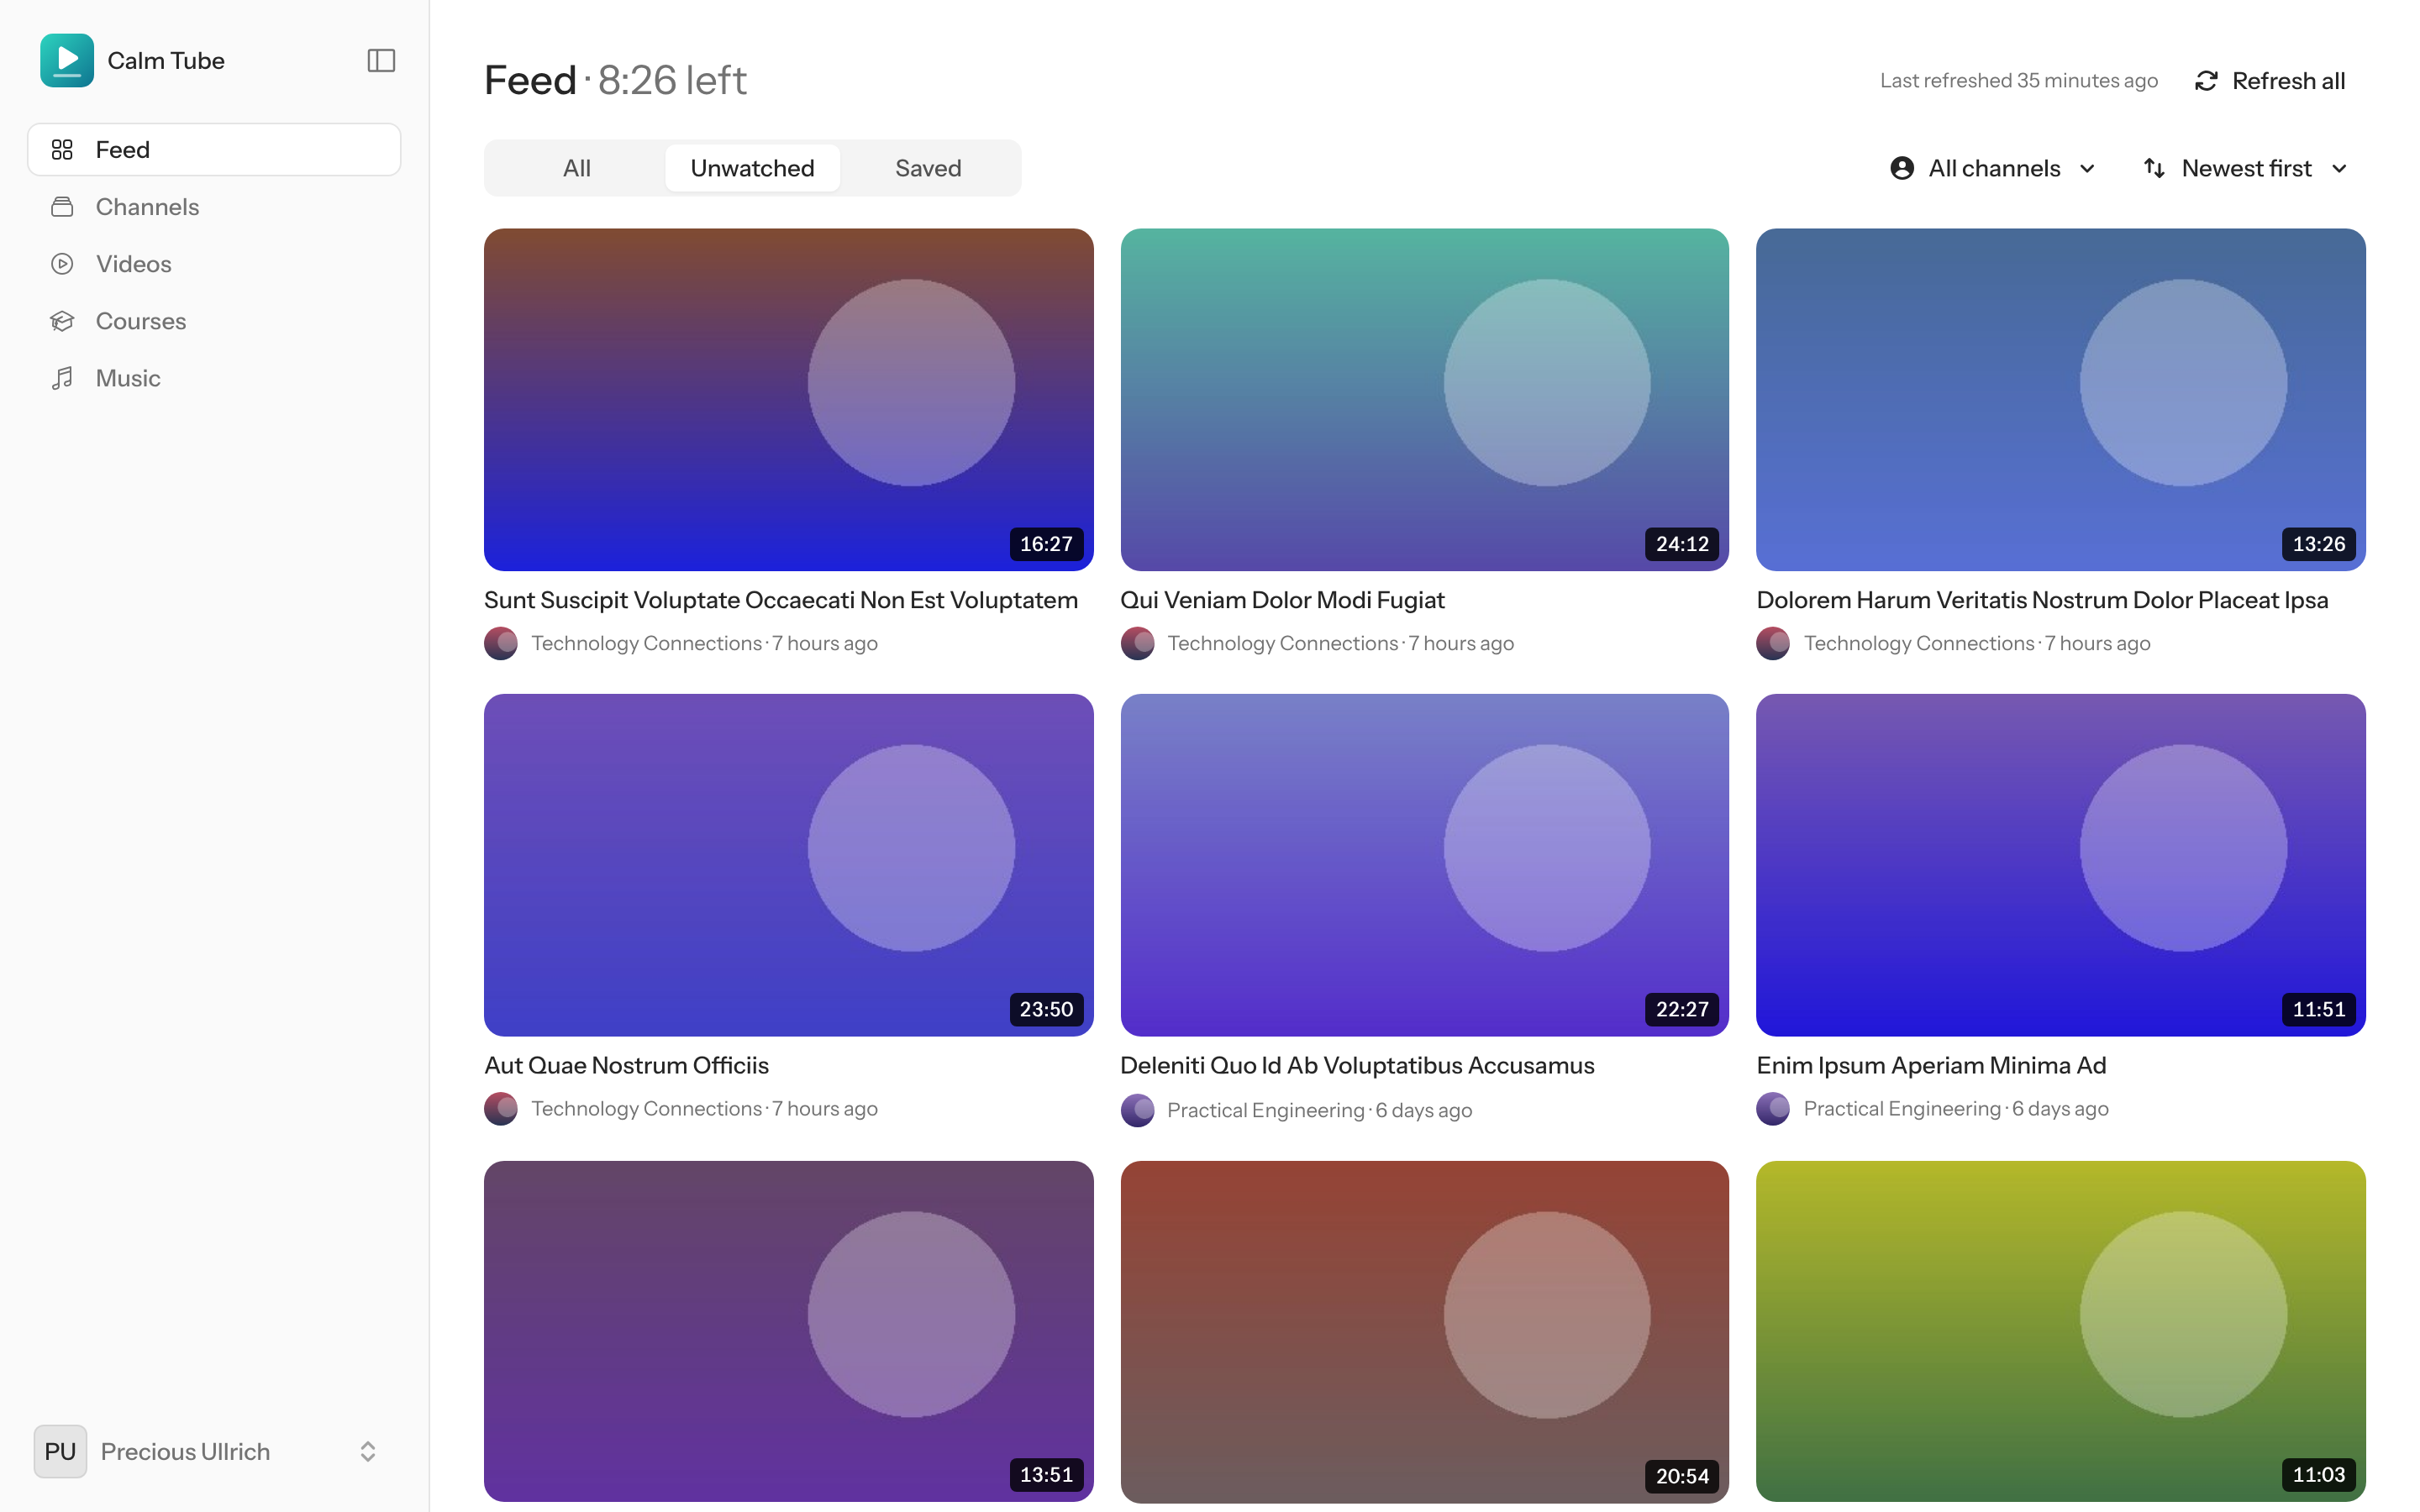 Calm Tube
Feed
Channels
Videos
Courses
Music
PU Precious Ullrich
Feed · 8:26 left
Last refreshed 35 minutes ago
Refresh all
All
Unwatched
Saved
All channels
Newest first
16:27
Sunt Suscipit Voluptate Occaecati Non Est Voluptatem
Technology Connections · 7 hours ago
24:12
Qui Veniam Dolor Modi Fugiat
Technology Connections · 7 hours ago
13:26
Dolorem Harum Veritatis Nostrum Dolor Placeat Ipsa
Technology Connections · 7 hours ago
23:50
Aut Quae Nostrum Officiis
Technology Connections · 7 hours ago
22:27
Deleniti Quo Id Ab Voluptatibus Accusamus
Practical Engineering · 6 days ago
11:51
Enim Ipsum Aperiam Minima Ad
Practical Engineering · 6 days ago
13:51
20:54
11:03